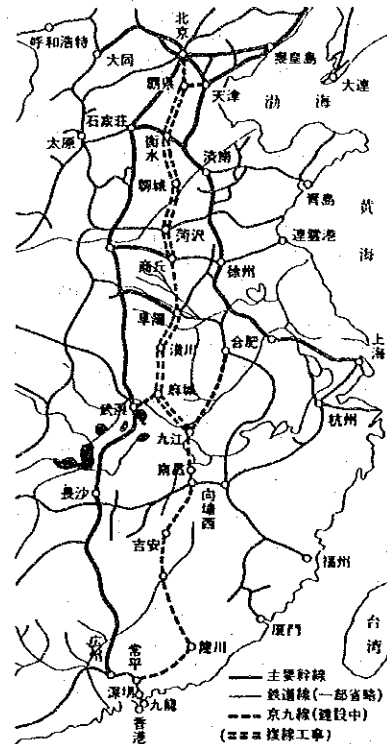 呼和浩特
北京
大同
秦皇島
大連
覇県
天津
渤海
石家荘
太原
衡水
済南
聊城
青島
黄海
菏沢
連雲港
商丘
徐州
阜陽
潢川
合肥
上海
麻城
武漢
九江
杭州
南昌
長沙
向塘西
吉安
福州
厦門
台湾
広州
常平
龍川
深圳
九龍
香港
主要幹線
鉄道線(一部省略)
京九線(建設中)
(複線工事)